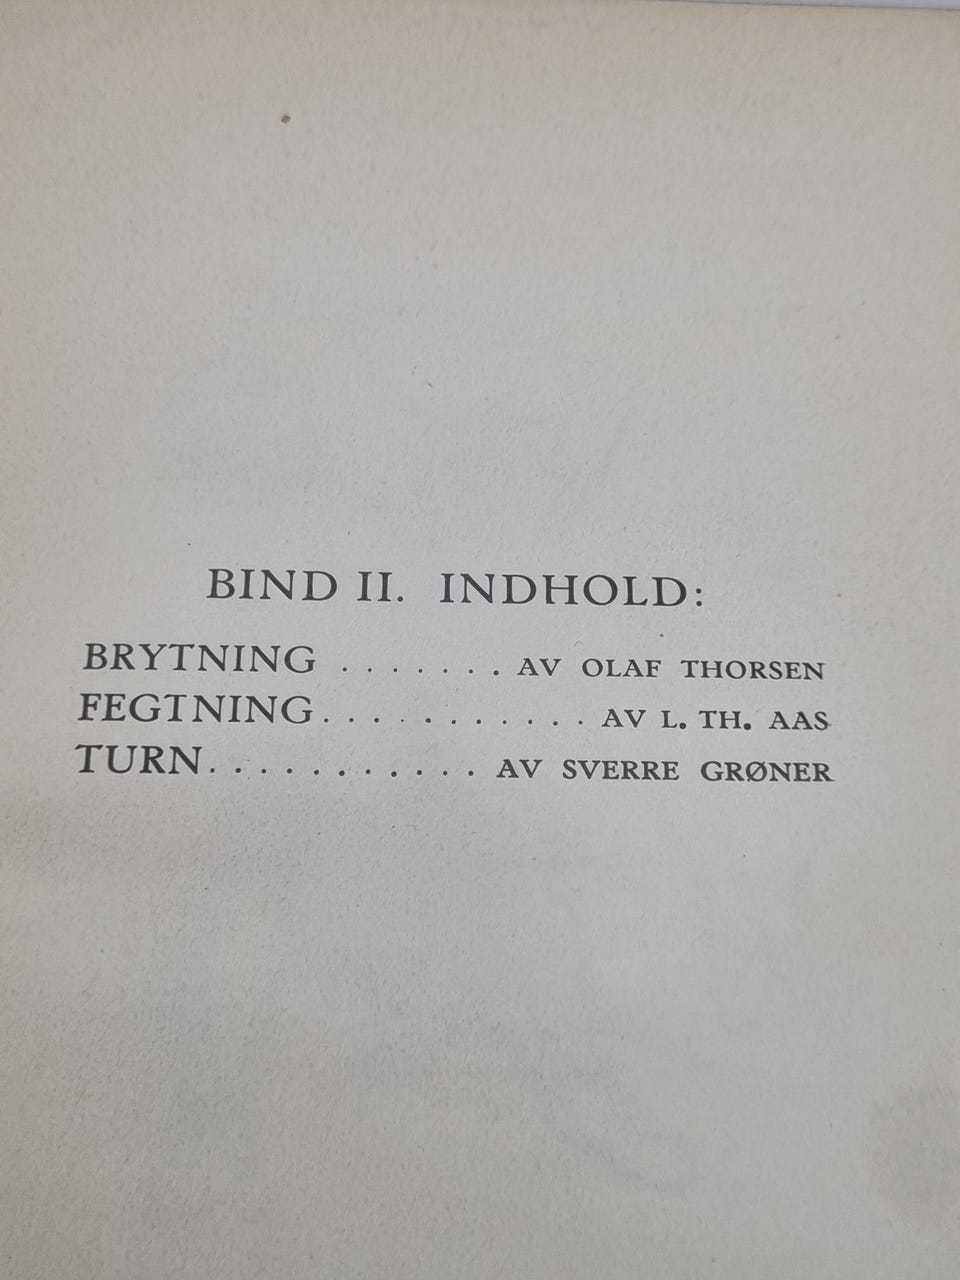 BIND II. INDHOLD:
BRYTNING . . . . . . . AV OLAF THORSEN
FEGTNING. . . . . . . . . . . AV L. TH. AAS
TURN. . . . . . . . . . . AV SVERRE GRØNER